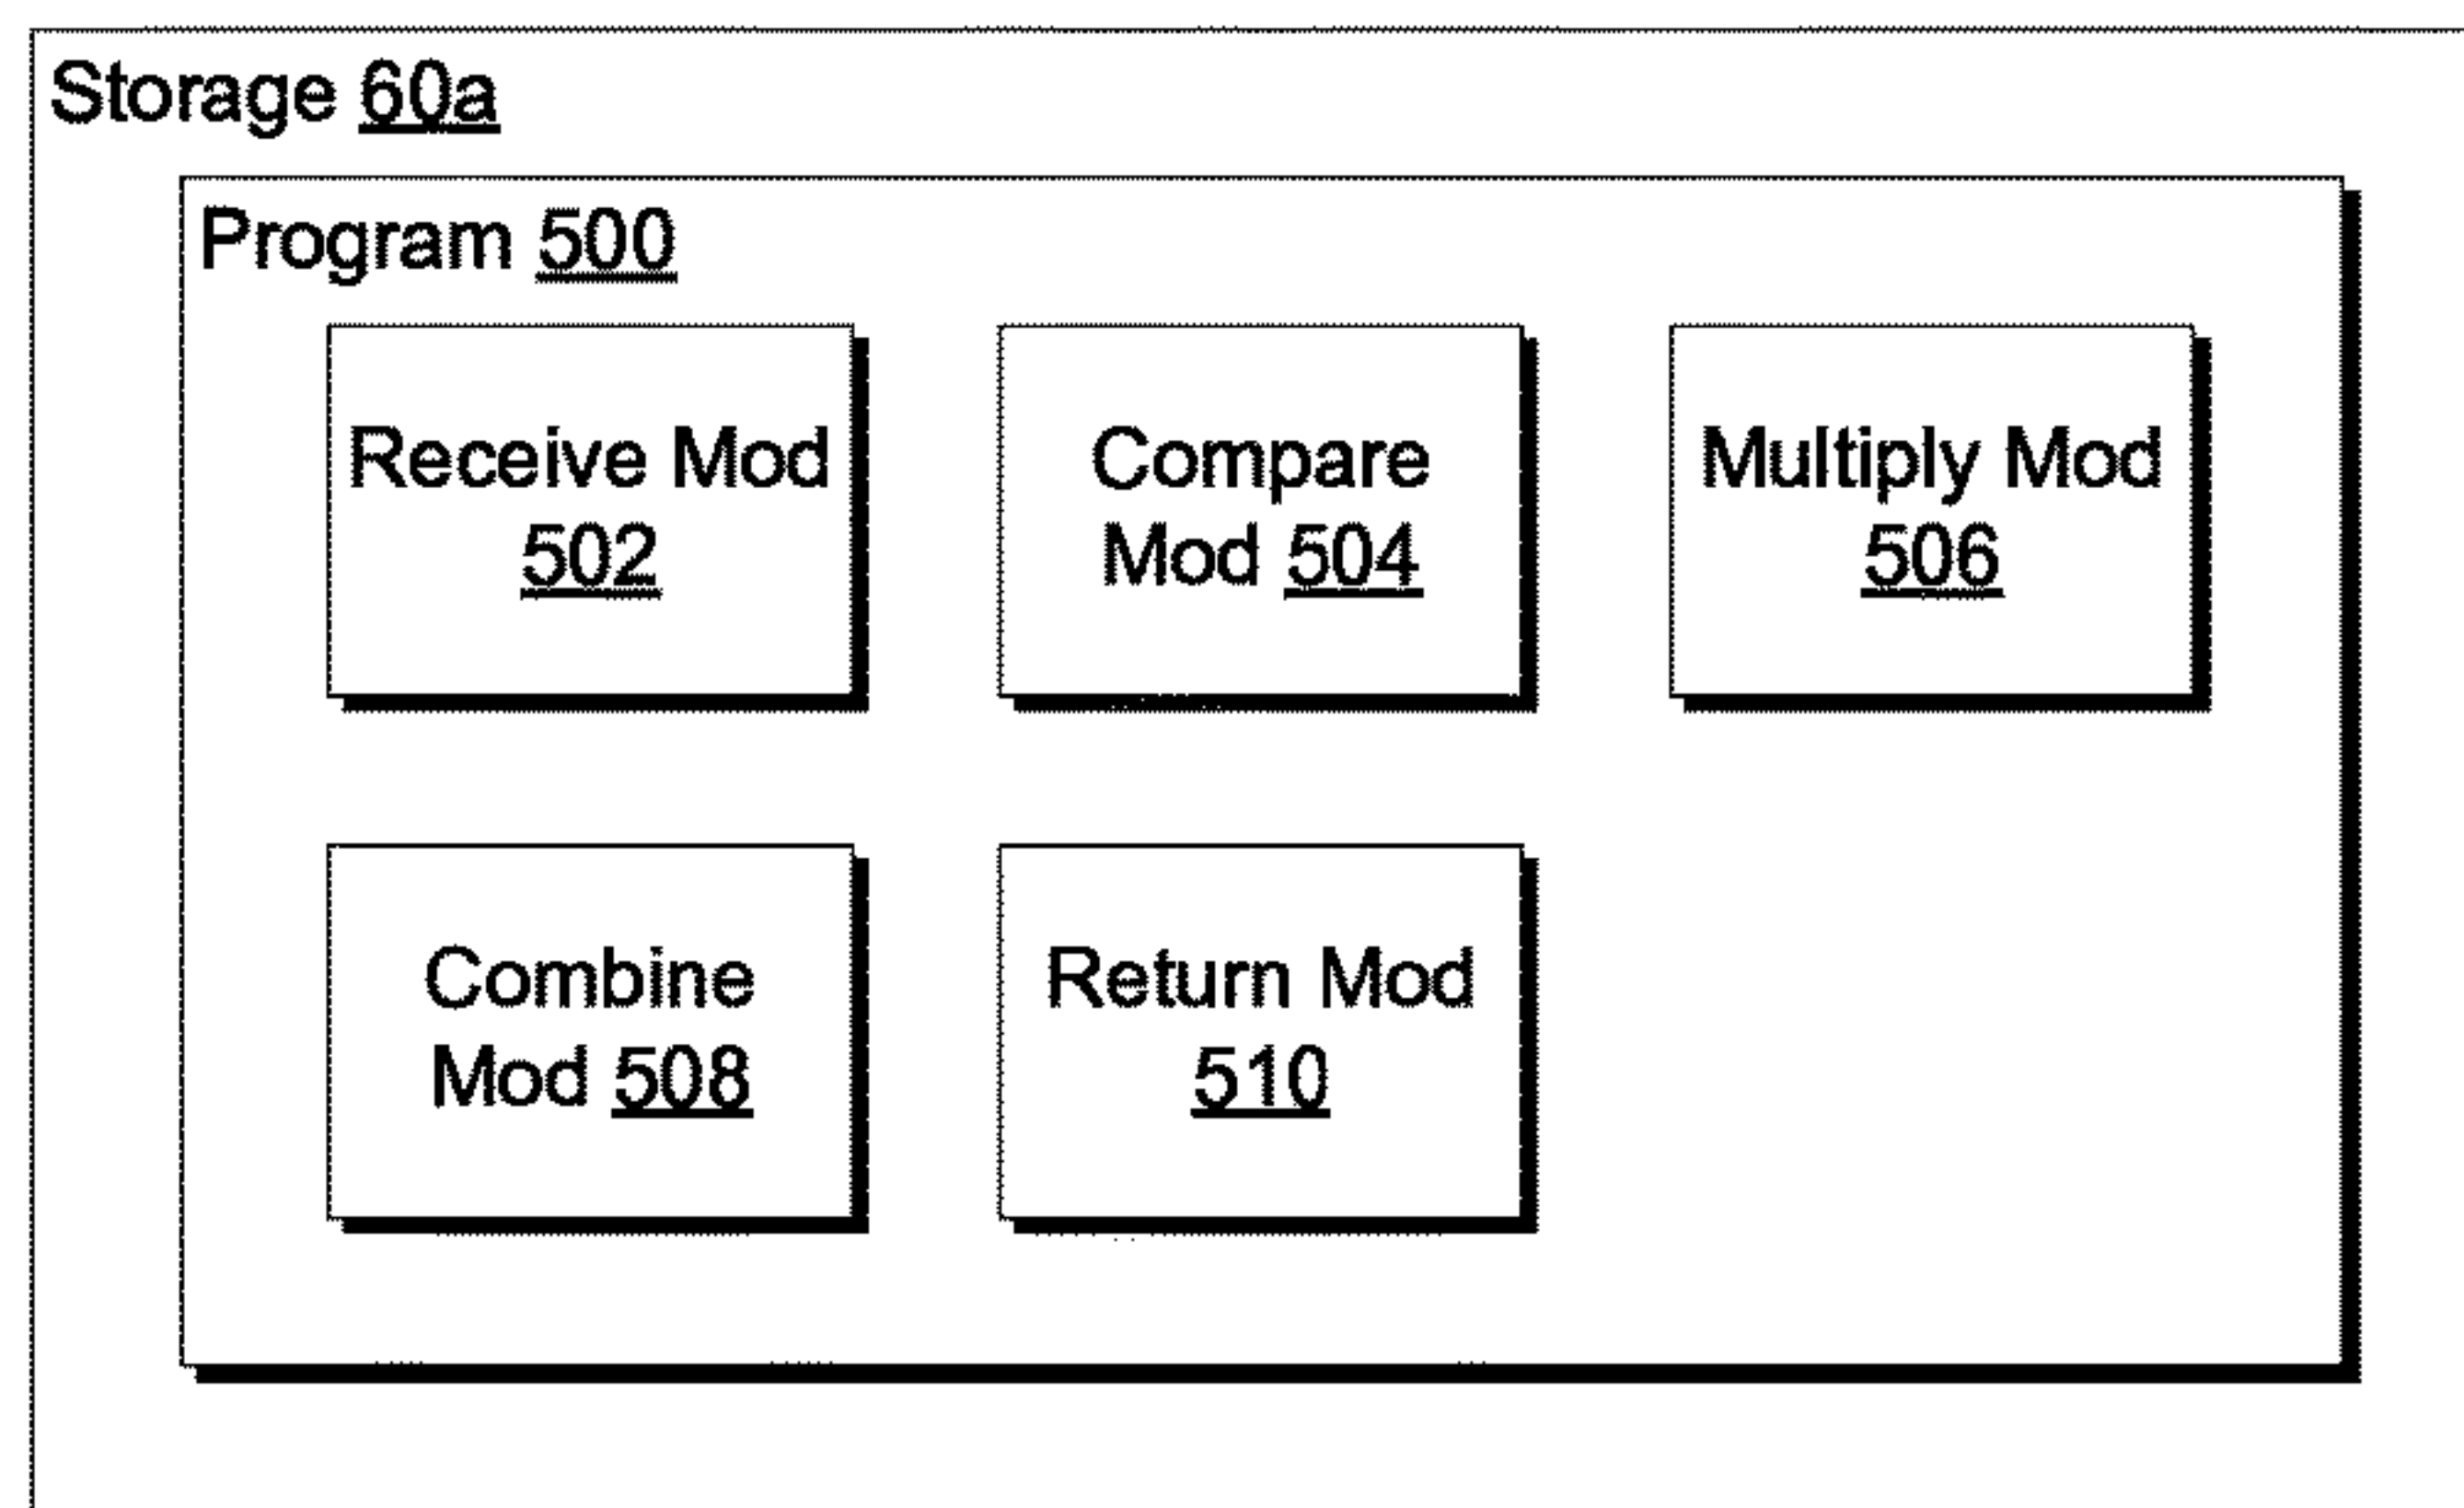 Storage 60a
Program 500
Receive Mod
502
Compare
Mod 504
Multiply Mod
506
Combine
Mod 508
Return Mod
510